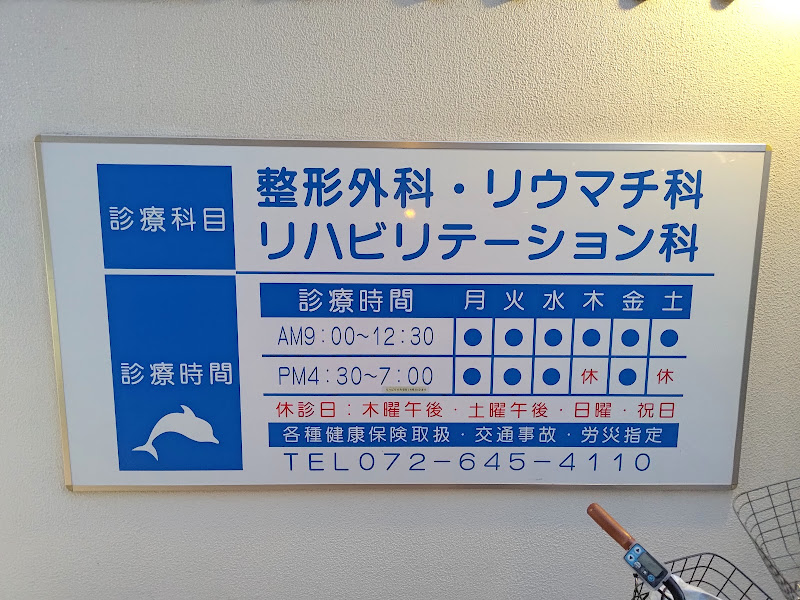 診療科目
整形外科・リウマチ科
リハビリテーション科
診療時間
診療時間 月 火 水 木 金 土
AM9:00~12:30 ● ● ● ● ● ●
PM4:30~7:00 ● ● ● 休 ● 休
休診日:木曜午後・土曜午後・日曜・祝日
各種健康保険取扱・交通事故・労災指定
TEL072-645-4110